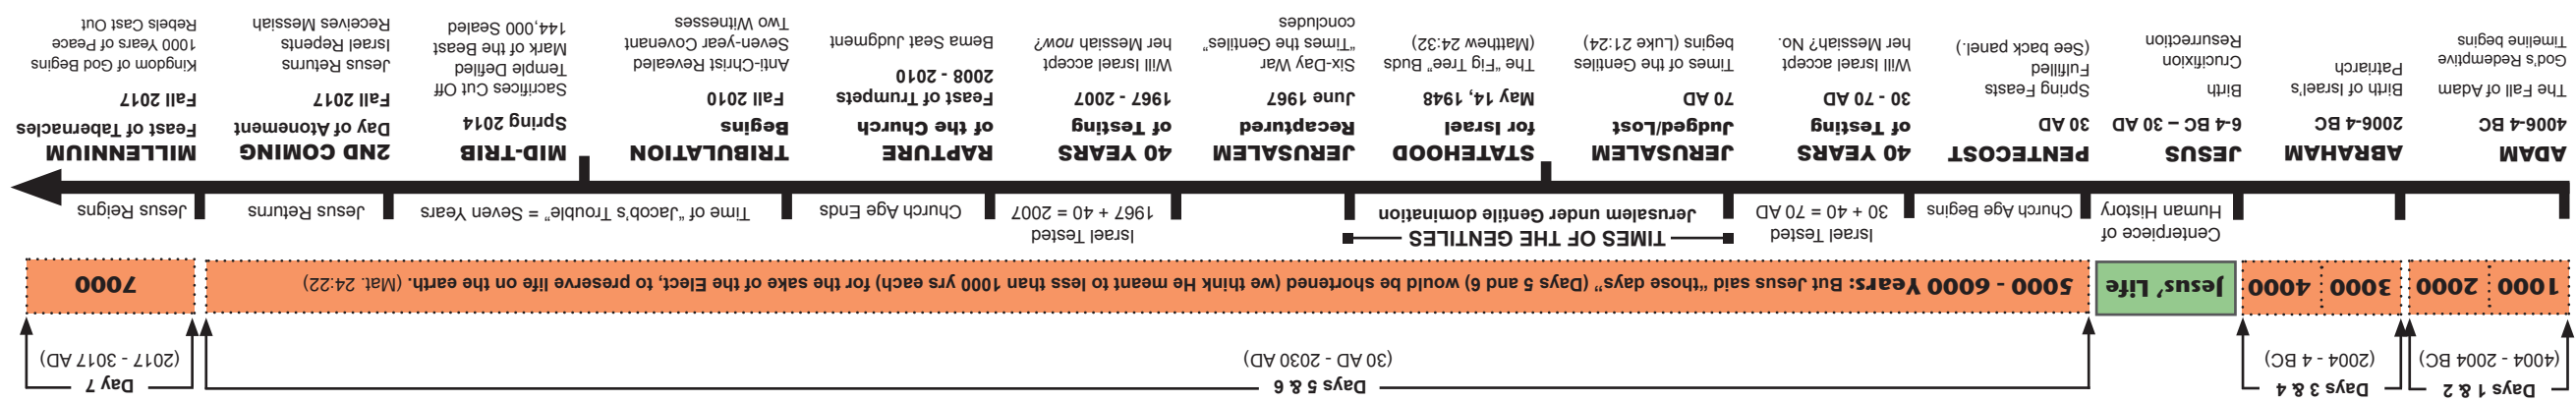 Days 1 & 2
(4004 - 2004 BC)
Days 3 & 4
(2004 - 4 BC)
Days 5 & 6
(30 AD - 2030 AD)
Day 7
(2017 - 3017 AD)
1000
2000
3000
4000
Jesus’ Life
5000 - 6000 Years: But Jesus said “those days” (Days 5 and 6) would be shortened (we think He meant to less than 1000 yrs each) for the sake of the Elect, to preserve life on the earth. (Mat. 24:22)
7000
Centerpiece of
Human History
Church Age Begins
Israel Tested
30 + 40 = 70 AD
TIMES OF THE GENTILES
Jerusalem under Gentile domination
Israel Tested
1967 + 40 = 2007
Church Age Ends
Time of “Jacob’s Trouble” = Seven Years
Jesus Returns
Jesus Reigns
ADAM
4006-4 BC
The Fall of Adam
God’s Redemptive
Timeline begins
ABRAHAM
2006-4 BC
Birth of Israel’s
Patriarch
JESUS
6-4 BC – 30 AD
Birth
Crucifixion
Resurrection
PENTECOST
30 AD
Spring Feasts
Fulfilled
(See back panel.)
40 YEARS
of Testing
30 - 70 AD
Will Israel accept
her Messiah? No.
JERUSALEM
Judged/Lost
70 AD
Times of the Gentiles
begins (Luke 21:24)
STATEHOOD
for Israel
May 14, 1948
The “Fig Tree” Buds
(Matthew 24:32)
JERUSALEM
Recaptured
June 1967
Six-Day War
“Times the Gentiles”
concludes
40 YEARS
of Testing
1967 - 2007
Will Israel accept
her Messiah now?
RAPTURE
of the Church
Feast of Trumpets
2008 - 2010
Bema Seat Judgment
TRIBULATION
Begins
Fall 2010
Anti-Christ Revealed
Seven-year Covenant
Two Witnesses
MID-TRIB
Spring 2014
Sacrifices Cut Off
Temple Defiled
Mark of the Beast
144,000 Sealed
2ND COMING
Day of Atonement
Fall 2017
Jesus Returns
Israel Repents
Receives Messiah
MILLENNIUM
Feast of Tabernacles
Fall 2017
Kingdom of God Begins
1000 Years of Peace
Rebels Cast Out